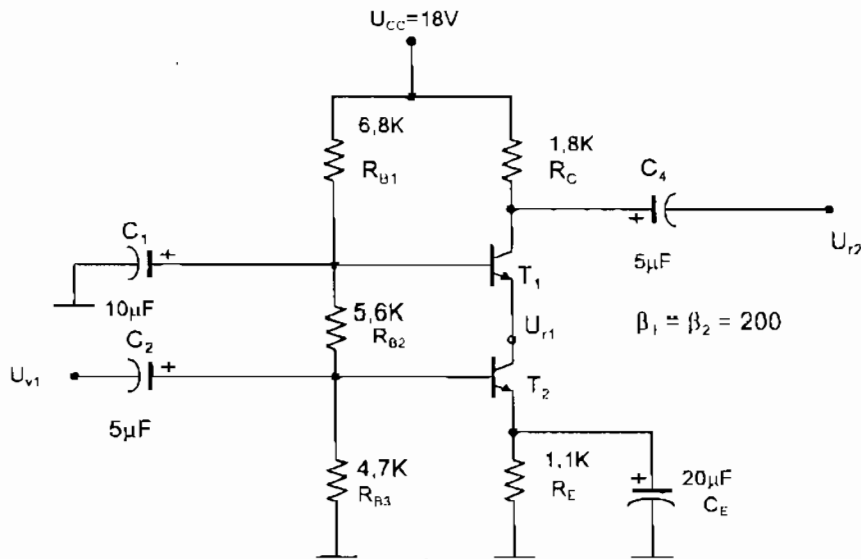 U_CC=18V
6,8K
R_B1
1,8K
R_C
C_4
+
5µF
U_r2
C_1
+
10µF
T_1
5,6K
R_B2
U_r1
β_1 = β_2 = 200
C_2
+
U_v1
5µF
T_2
4,7K
R_B3
1,1K
R_E
+
20µF
C_E